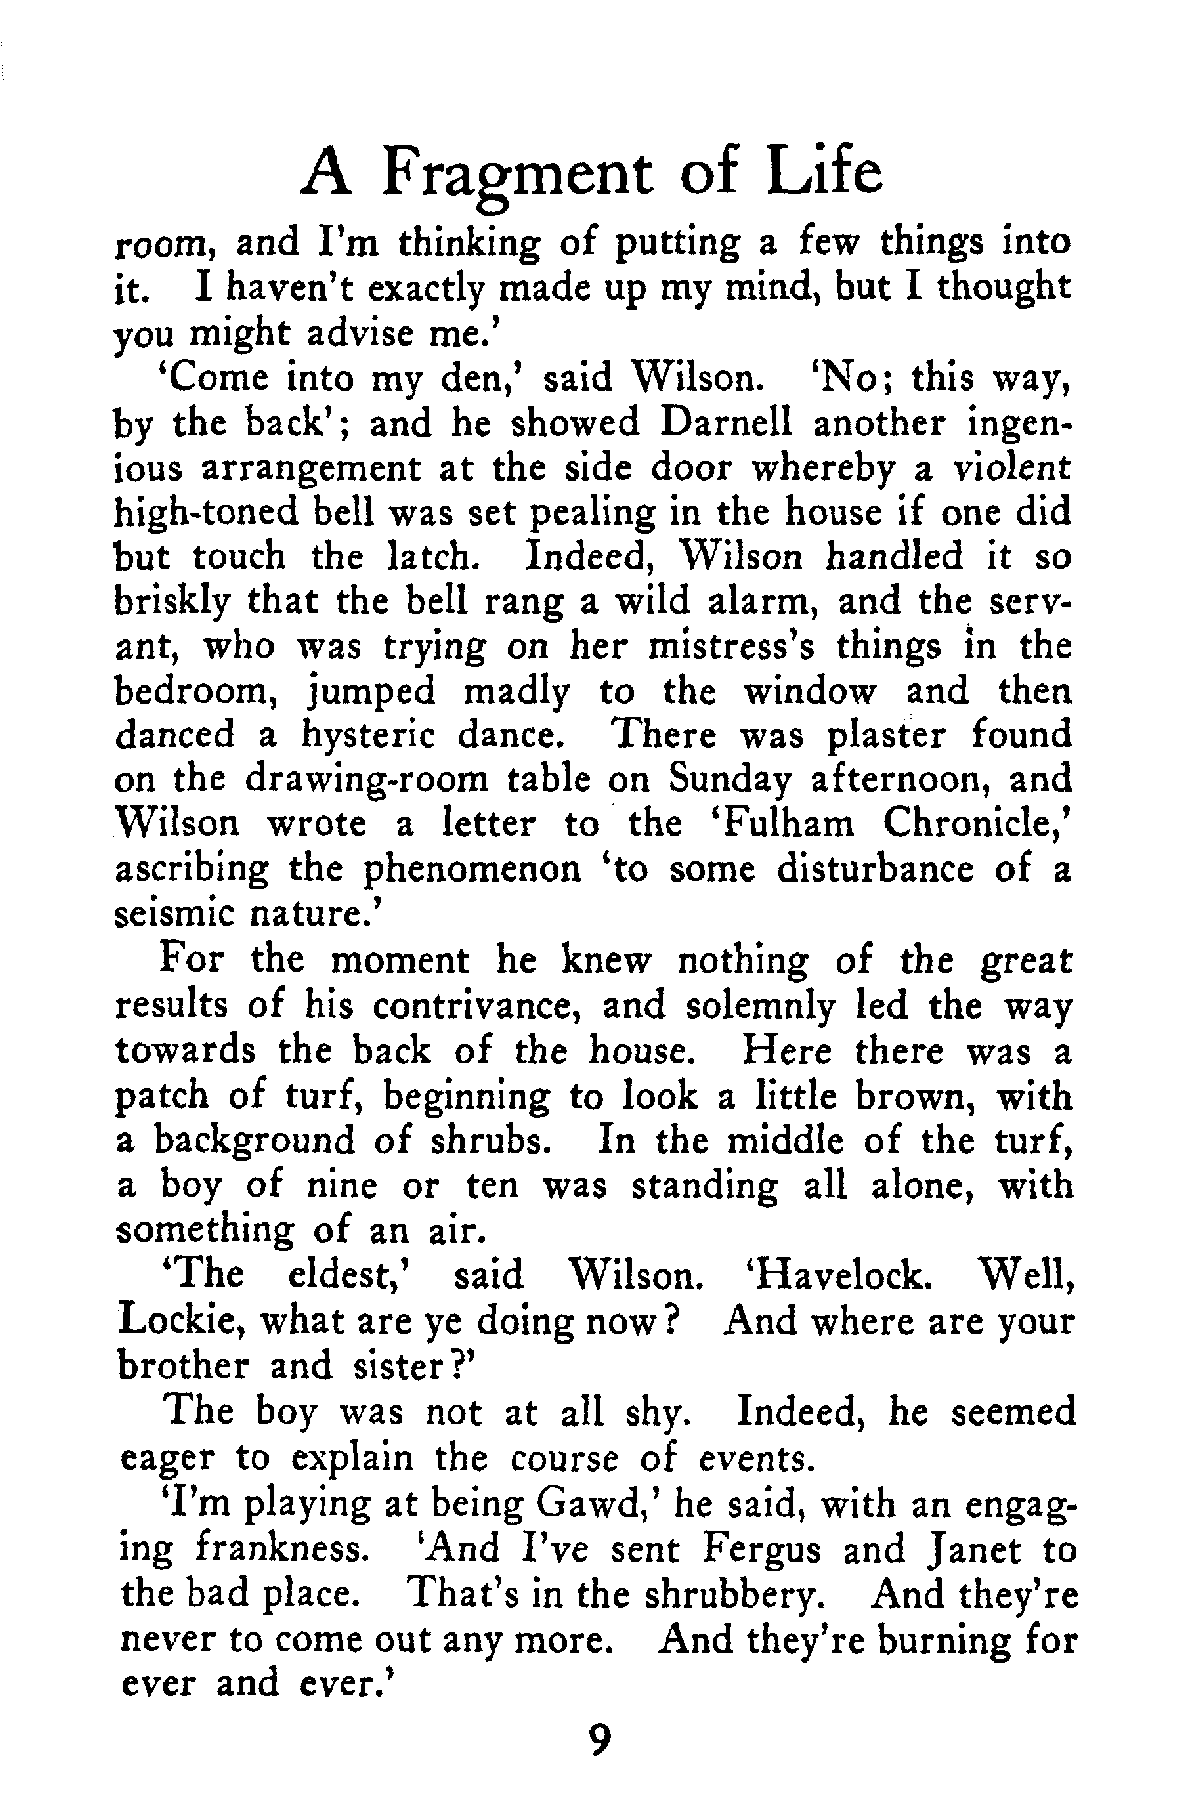 A Fragment of Life
room, and I'm thinking of putting a few things into
it. I haven't exactly made up my mind, but I thought
you might advise me.'
'Come into my den,' said Wilson. 'No; this way,
by the back'; and he showed Darnell another ingen-
ious arrangement at the side door whereby a violent
high-toned bell was set pealing in the house if one did
but touch the latch. Indeed, Wilson handled it so
briskly that the bell rang a wild alarm, and the serv-
ant, who was trying on her mistress's things in the
bedroom, jumped madly to the window and then
danced a hysteric dance. There was plaster found
on the drawing-room table on Sunday afternoon, and
Wilson wrote a letter to the 'Fulham Chronicle,'
ascribing the phenomenon 'to some disturbance of a
seismic nature.'
For the moment he knew nothing of the great
results of his contrivance, and solemnly led the way
towards the back of the house. Here there was a
patch of turf, beginning to look a little brown, with
a background of shrubs. In the middle of the turf,
a boy of nine or ten was standing all alone, with
something of an air.
'The eldest,' said Wilson. 'Havelock. Well,
Lockie, what are ye doing now? And where are your
brother and sister?'
The boy was not at all shy. Indeed, he seemed
eager to explain the course of events.
'I'm playing at being Gawd,' he said, with an engag-
ing frankness. 'And I've sent Fergus and Janet to
the bad place. That's in the shrubbery. And they're
never to come out any more. And they're burning for
ever and ever.'
9